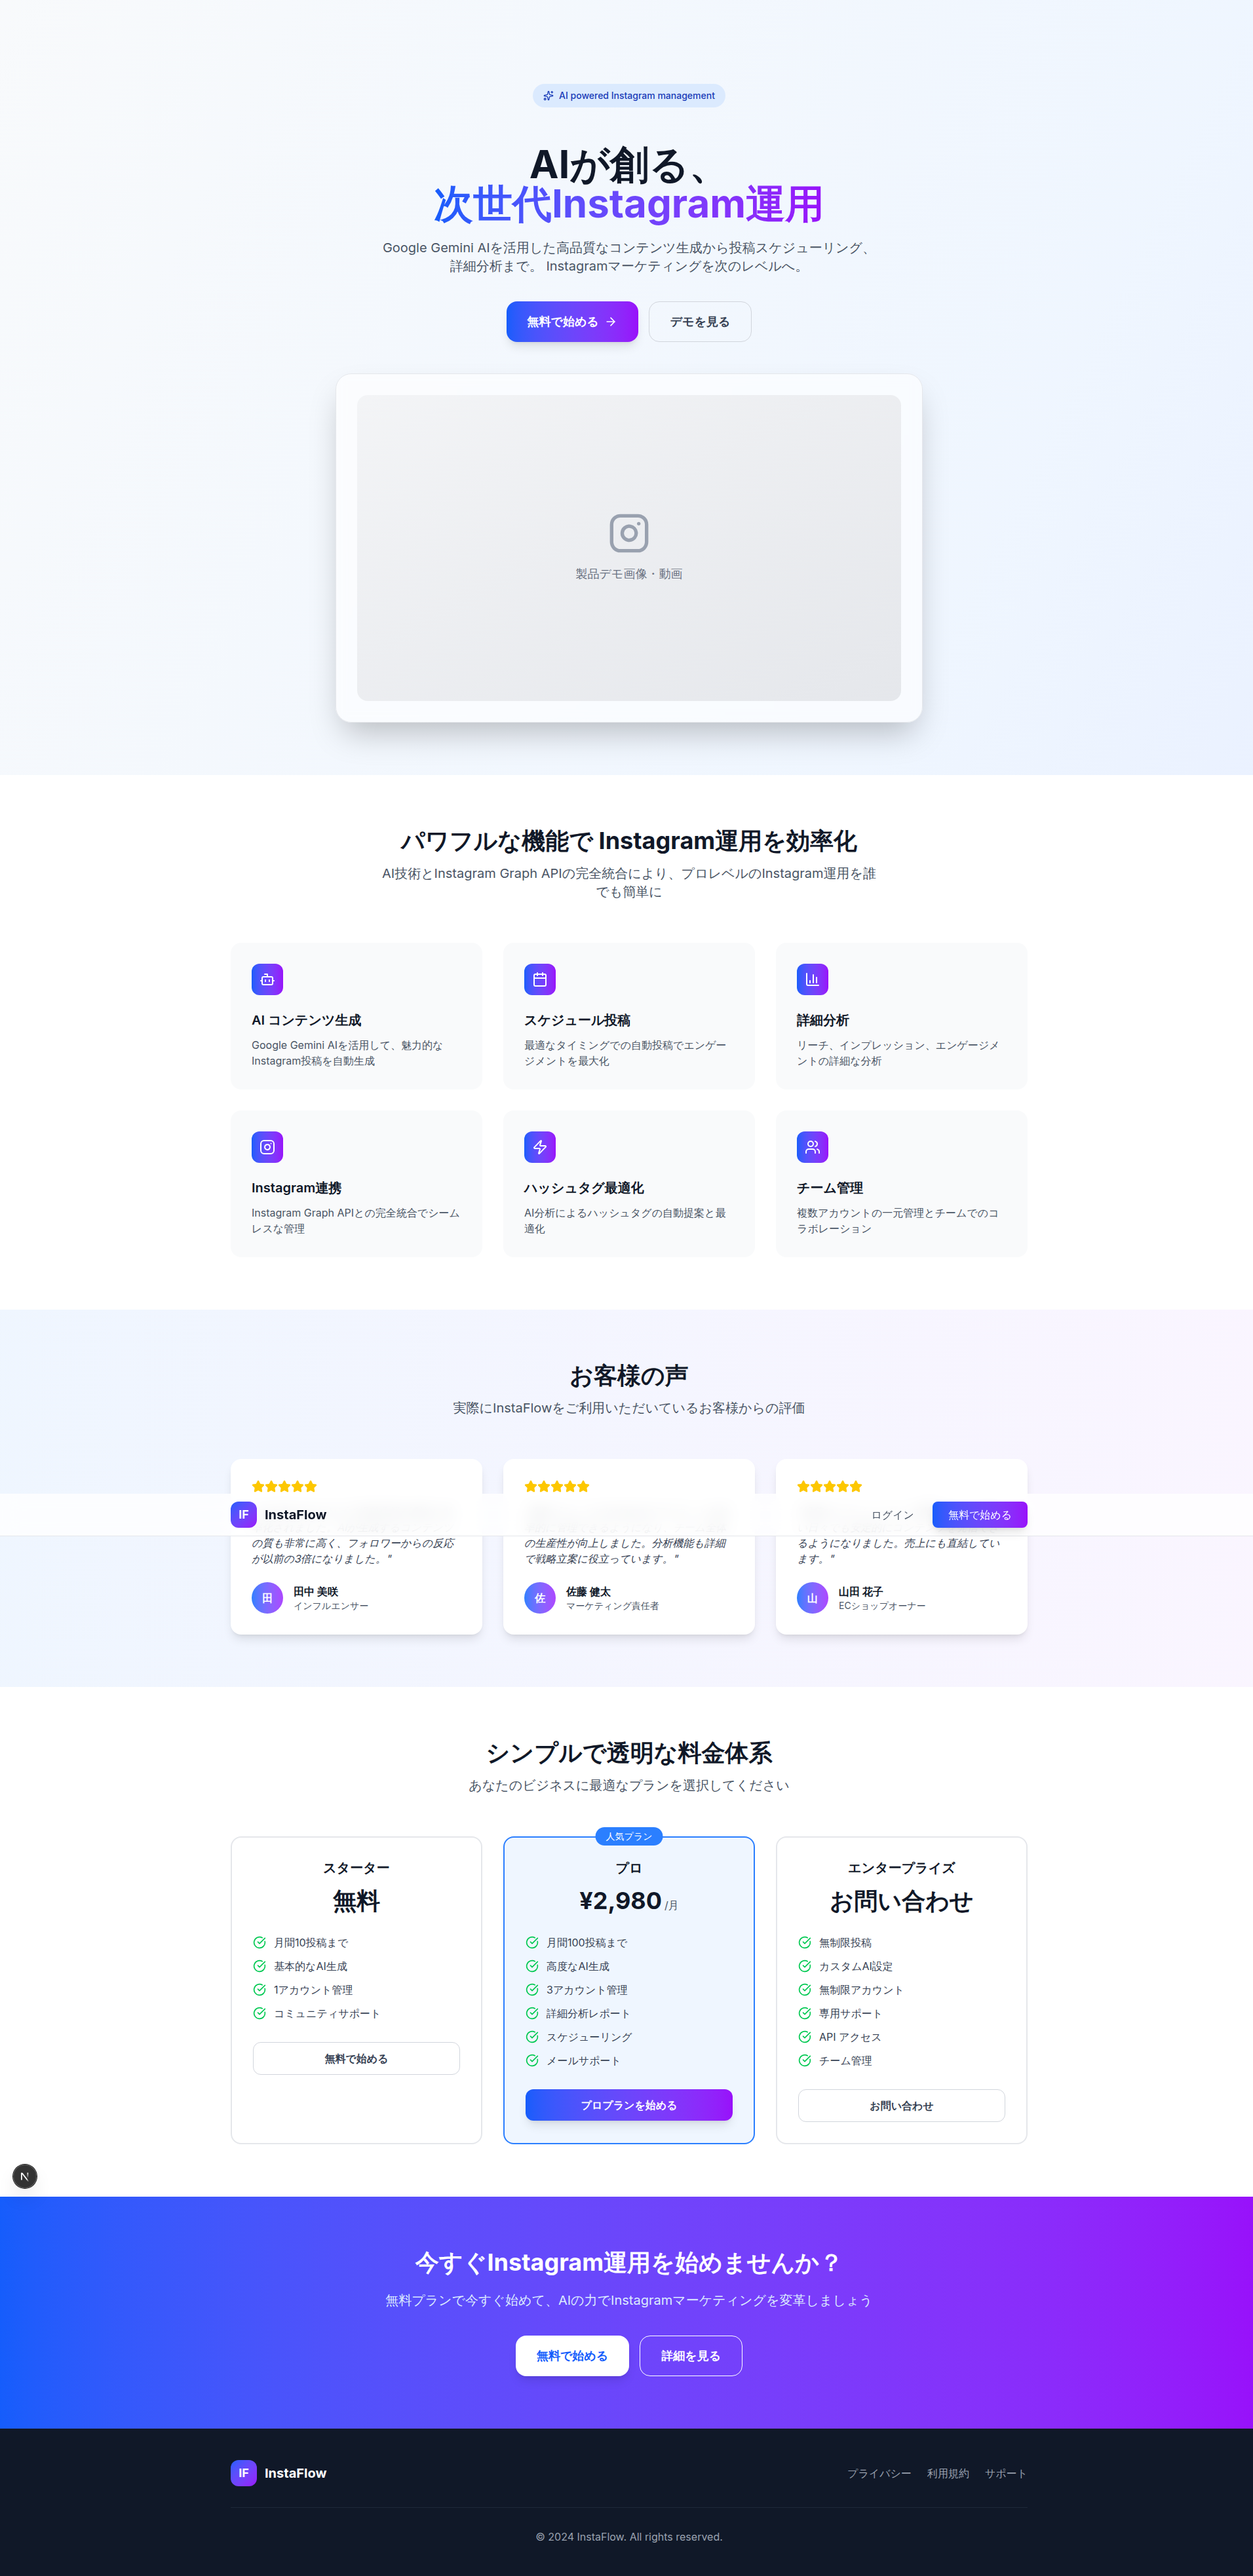 AI powered Instagram management
AIが創る、
次世代Instagram運用
Google Gemini AIを活用した高品質なコンテンツ生成から投稿スケジューリング、
詳細分析まで。 Instagramマーケティングを次のレベルへ。
無料で始める
デモを見る
製品デモ画像・動画
パワフルな機能で Instagram運用を効率化
AI技術とInstagram Graph APIの完全統合により、プロレベルのInstagram運用を誰
でも簡単に
AI コンテンツ生成
Google Gemini AIを活用して、魅力的な
Instagram投稿を自動生成
スケジュール投稿
最適なタイミングでの自動投稿でエンゲー
ジメントを最大化
詳細分析
リーチ、インプレッション、エンゲージメ
ントの詳細な分析
Instagram連携
Instagram Graph APIとの完全統合でシーム
レスな管理
ハッシュタグ最適化
AI分析によるハッシュタグの自動提案と最
適化
チーム管理
複数アカウントの一元管理とチームでのコ
ラボレーション
お客様の声
実際にInstaFlowをご利用いただいているお客様からの評価
IF InstaFlow
ログイン
無料で始める
の質も非常に高く、フォロワーからの反応
が以前の3倍になりました。"
田
田中 美咲
インフルエンサー
の生産性が向上しました。分析機能も詳細
で戦略立案に役立っています。"
佐
佐藤 健太
マーケティング責任者
るようになりました。売上にも直結してい
ます。"
山
山田 花子
ECショップオーナー
シンプルで透明な料金体系
あなたのビジネスに最適なプランを選択してください
スターター
無料
月間10投稿まで
基本的なAI生成
1アカウント管理
コミュニティサポート
無料で始める
人気プラン
プロ
¥2,980 /月
月間100投稿まで
高度なAI生成
3アカウント管理
詳細分析レポート
スケジューリング
メールサポート
プロプランを始める
エンタープライズ
お問い合わせ
無制限投稿
カスタムAI設定
無制限アカウント
専用サポート
API アクセス
チーム管理
お問い合わせ
N
今すぐInstagram運用を始めませんか？
無料プランで今すぐ始めて、AIの力でInstagramマーケティングを変革しましょう
無料で始める
詳細を見る
IF InstaFlow
プライバシー
利用規約
サポート
© 2024 InstaFlow. All rights reserved.